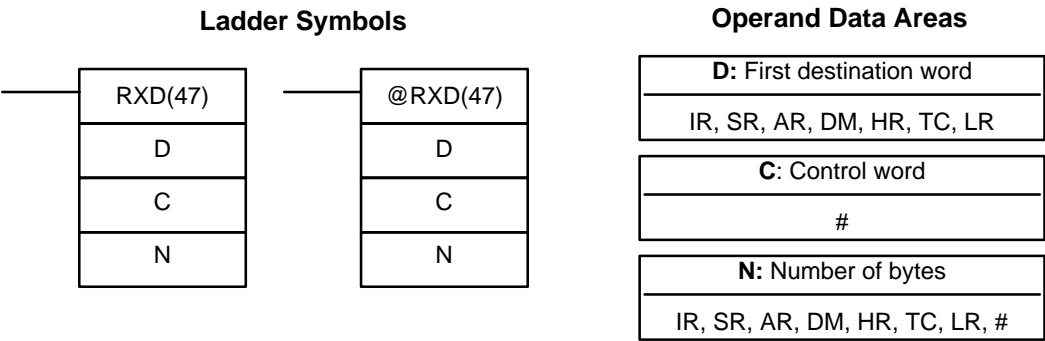 Ladder Symbols
RXD(47)
D
C
N
@RXD(47)
D
C
N
Operand Data Areas
D: First destination word
IR, SR, AR, DM, HR, TC, LR
C: Control word
#
N: Number of bytes
IR, SR, AR, DM, HR, TC, LR, #